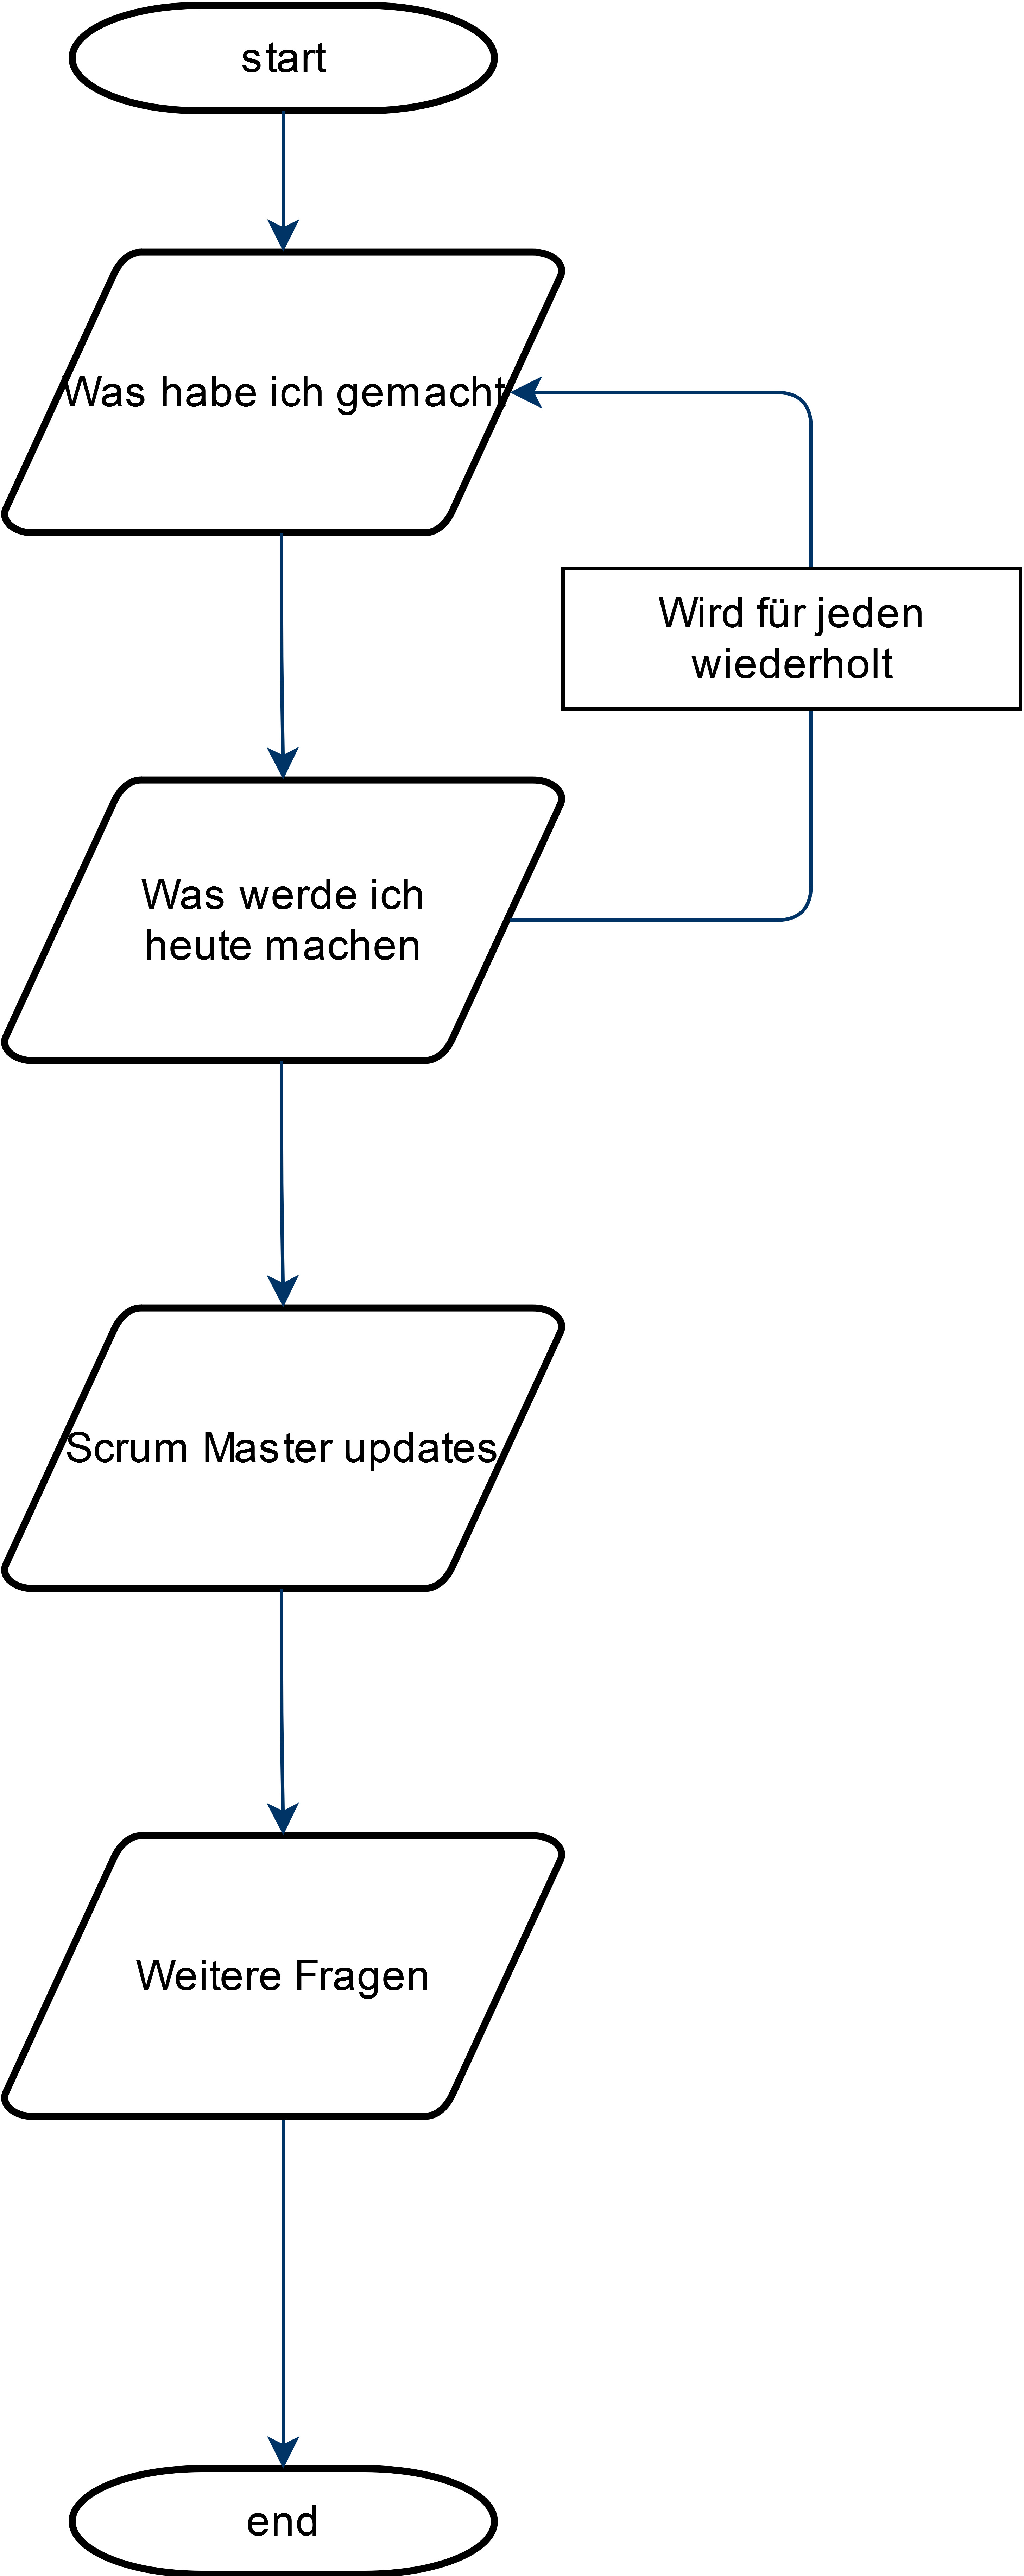 start
Was habe ich gemacht
Wird für jeden
wiederholt
Was werde ich
heute machen
Scrum Master updates
Weitere Fragen
end